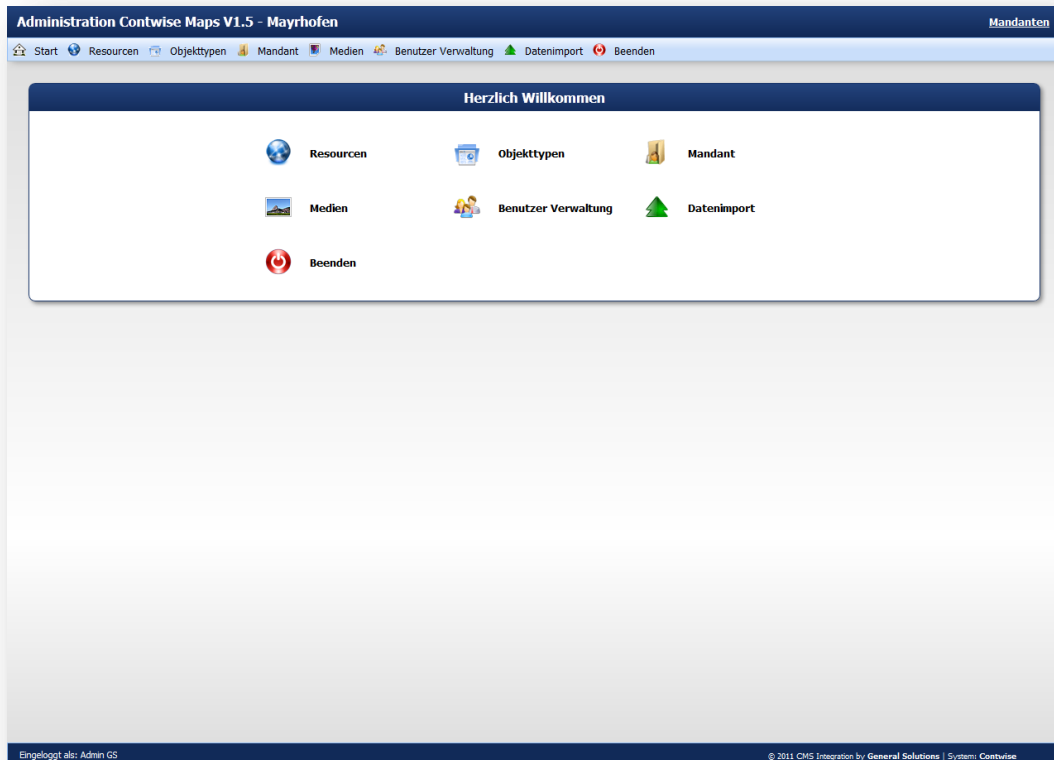 Administration Contwise Maps V1.5 - Mayrhofen Mandanten
Start Resourcen Objekttypen Mandant Medien Benutzer Verwaltung Datenimport Beenden
Herzlich Willkommen
Resourcen Objekttypen Mandant
Medien Benutzer Verwaltung Datenimport
Beenden
Eingeloggt als: Admin GS © 2011 CMS Integration by General Solutions | System: Contwise